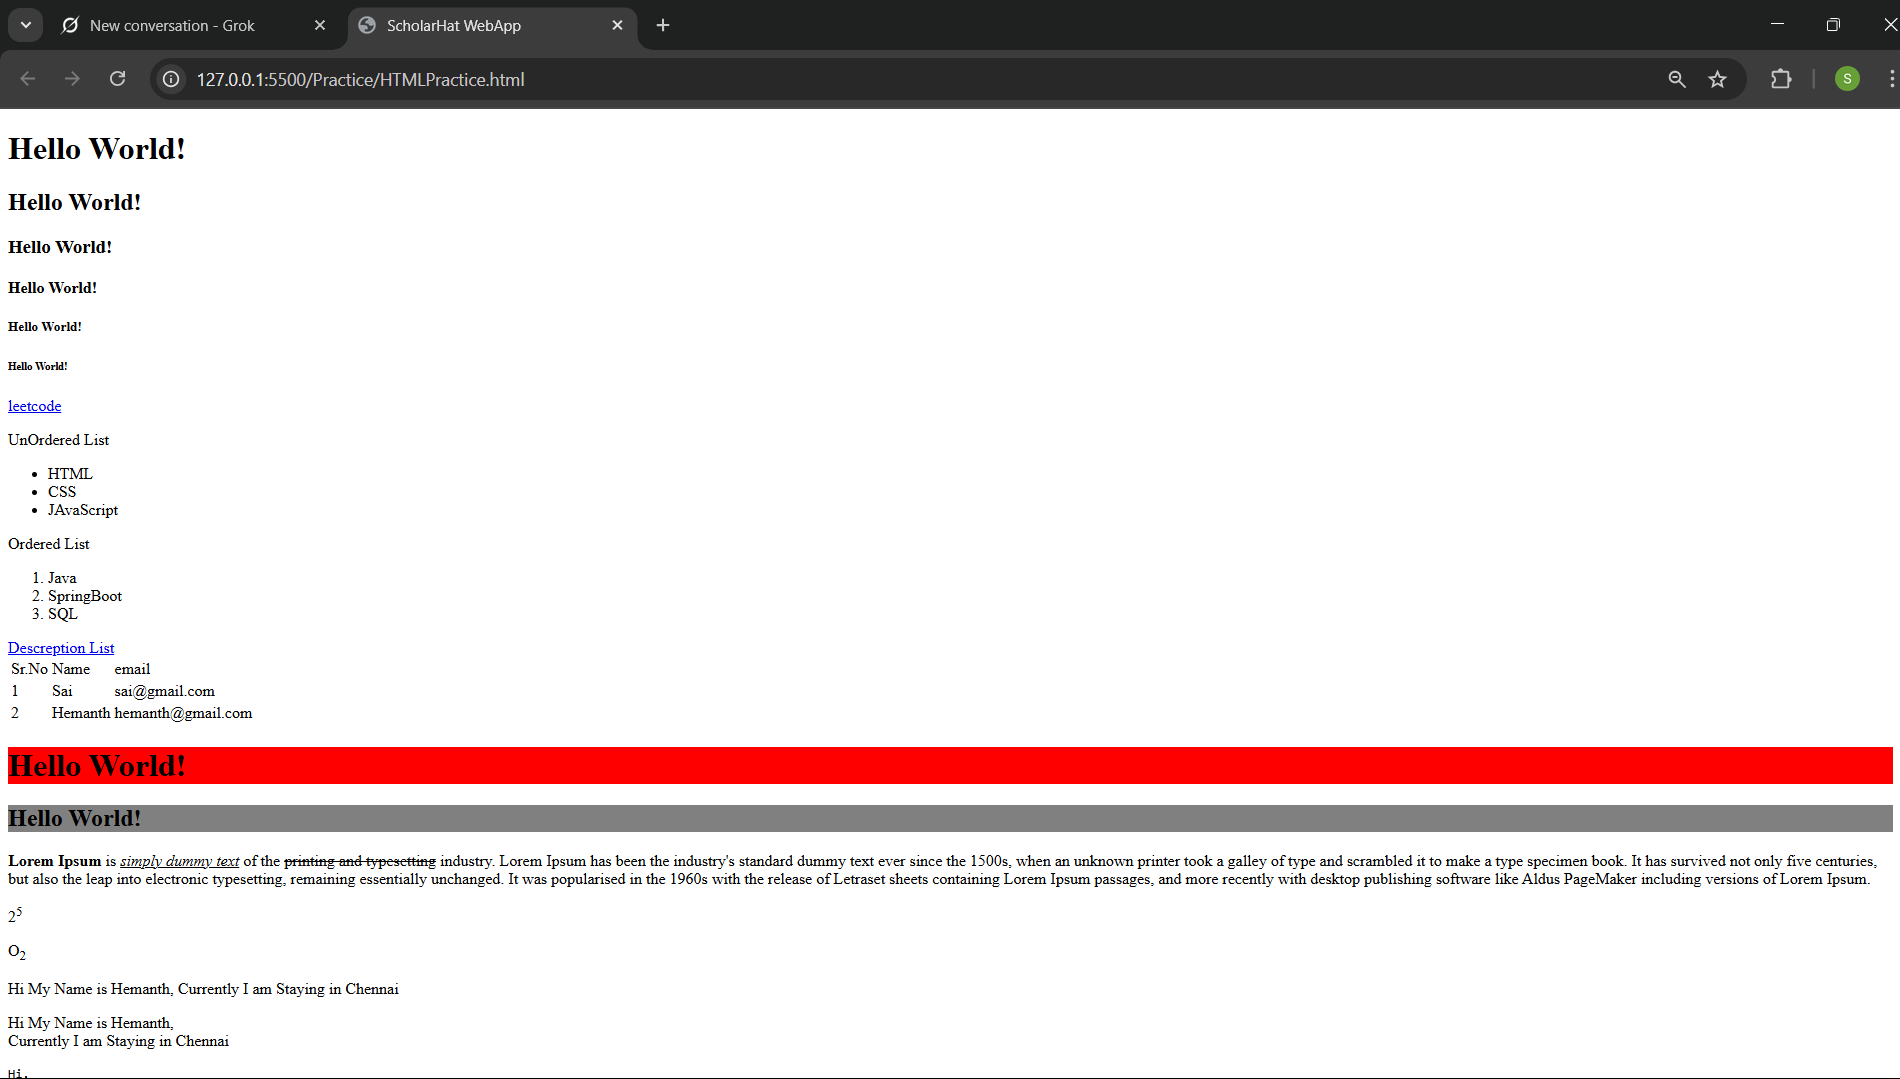 New conversation - Grok
ScholarHat WebApp
127.0.0.1:5500/Practice/HTMLPractice.html
S
Hello World!
Hello World!
Hello World!
Hello World!
Hello World!
Hello World!
leetcode
UnOrdered List
• HTML
• CSS
• JAvaScript
Ordered List
1. Java
2. SpringBoot
3. SQL
Descreption List
Sr.No Name email
1 Sai sai@gmail.com
2 Hemanth hemanth@gmail.com
Hello World!
Hello World!
Lorem Ipsum is simply dummy text of the printing and typesetting industry. Lorem Ipsum has been the industry's standard dummy text ever since the 1500s, when an unknown printer took a galley of type and scrambled it to make a type specimen book. It has survived not only five centuries,
but also the leap into electronic typesetting, remaining essentially unchanged. It was popularised in the 1960s with the release of Letraset sheets containing Lorem Ipsum passages, and more recently with desktop publishing software like Aldus PageMaker including versions of Lorem Ipsum.
2⁵
O₂
Hi My Name is Hemanth, Currently I am Staying in Chennai
Hi My Name is Hemanth,
Currently I am Staying in Chennai
Hi.